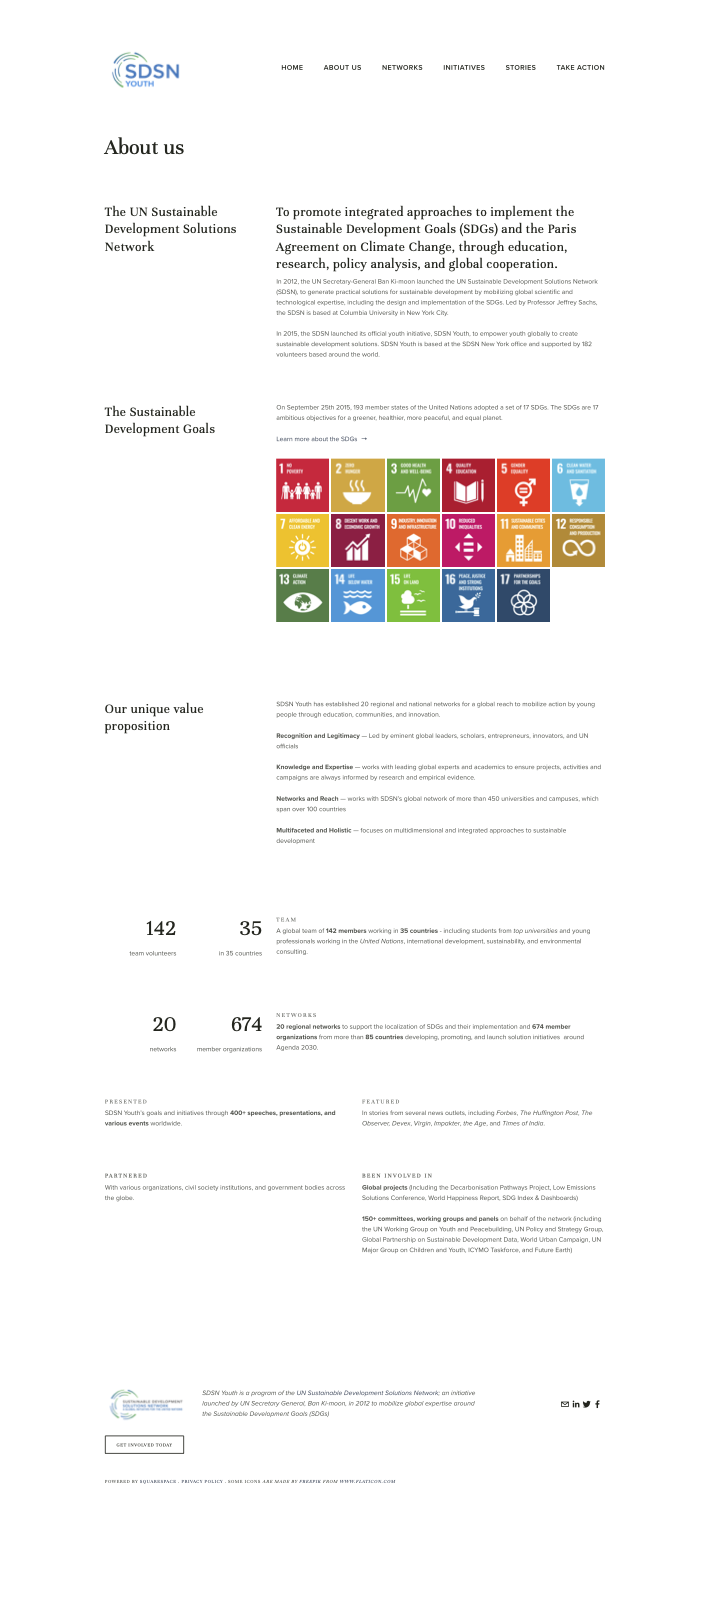 SDSN
YOUTH
HOME ABOUT US NETWORKS INITIATIVES STORIES TAKE ACTION
About us
The UN Sustainable
Development Solutions
Network
To promote integrated approaches to implement the
Sustainable Development Goals (SDGs) and the Paris
Agreement on Climate Change, through education,
research, policy analysis, and global cooperation.
In 2012, the UN Secretary-General Ban Ki-moon launched the UN Sustainable Development Solutions Network
(SDSN), to generate practical solutions for sustainable development by mobilizing global scientific and
technological expertise, including the design and implementation of the SDGs. Led by Professor Jeffrey Sachs,
the SDSN is based at Columbia University in New York City.
In 2015, the SDSN launched its official youth initiative, SDSN Youth, to empower youth globally to create
sustainable development solutions. SDSN Youth is based at the SDSN New York office and supported by 182
volunteers based around the world.
The Sustainable
Development Goals
On September 25th 2015, 193 member states of the United Nations adopted a set of 17 SDGs. The SDGs are 17
ambitious objectives for a greener, healthier, more peaceful, and equal planet.
Learn more about the SDGs →
1 NO
POVERTY
2 ZERO
HUNGER
3 GOOD HEALTH
AND WELL-BEING
4 QUALITY
EDUCATION
5 GENDER
EQUALITY
6 CLEAN WATER
AND SANITATION
7 AFFORDABLE AND
CLEAN ENERGY
8 DECENT WORK AND
ECONOMIC GROWTH
9 INDUSTRY, INNOVATION
AND INFRASTRUCTURE
10 REDUCED
INEQUALITIES
11 SUSTAINABLE CITIES
AND COMMUNITIES
12 RESPONSIBLE
CONSUMPTION
AND PRODUCTION
13 CLIMATE
ACTION
14 LIFE
BELOW WATER
15 LIFE
ON LAND
16 PEACE, JUSTICE
AND STRONG
INSTITUTIONS
17 PARTNERSHIPS
FOR THE GOALS
Our unique value
proposition
SDSN Youth has established 20 regional and national networks for a global reach to mobilize action by young
people through education, communities, and innovation.
Recognition and Legitimacy — Led by eminent global leaders, scholars, entrepreneurs, innovators, and UN
officials
Knowledge and Expertise — works with leading global experts and academics to ensure projects, activities and
campaigns are always informed by research and empirical evidence.
Networks and Reach — works with SDSN's global network of more than 450 universities and campuses, which
span over 100 countries
Multifaceted and Holistic — focuses on multidimensional and integrated approaches to sustainable
development
142
team volunteers
35
in 35 countries
TEAM
A global team of 142 members working in 35 countries - including students from top universities and young
professionals working in the United Nations, international development, sustainability, and environmental
consulting.
20
networks
674
member organizations
NETWORKS
20 regional networks to support the localization of SDGs and their implementation and 674 member
organizations from more than 85 countries developing, promoting, and launch solution initiatives around
Agenda 2030.
PRESENTED
SDSN Youth's goals and initiatives through 400+ speeches, presentations, and
various events worldwide.
FEATURED
In stories from several news outlets, including Forbes, The Huffington Post, The
Observer, Devex, Virgin, Impakter, the Age, and Times of India.
PARTNERED
With various organizations, civil society institutions, and government bodies across
the globe.
BEEN INVOLVED IN
Global projects (including the Decarbonisation Pathways Project, Low Emissions
Solutions Conference, World Happiness Report, SDG Index & Dashboards)
150+ committees, working groups and panels on behalf of the network (including
the UN Working Group on Youth and Peacebuilding, UN Policy and Strategy Group,
Global Partnership on Sustainable Development Data, World Urban Campaign, UN
Major Group on Children and Youth, ICYMO Taskforce, and Future Earth)
SUSTAINABLE DEVELOPMENT
SOLUTIONS NETWORK
SDSN Youth is a program of the UN Sustainable Development Solutions Network; an initiative
launched by UN Secretary General, Ban Ki-moon, in 2012 to mobilize global expertise around
the Sustainable Development Goals (SDGs)
GET INVOLVED TODAY
POWERED BY SQUARESPACE . PRIVACY POLICY . SOME ICONS ARE MADE BY FREEPIK FROM WWW.FLATICON.COM